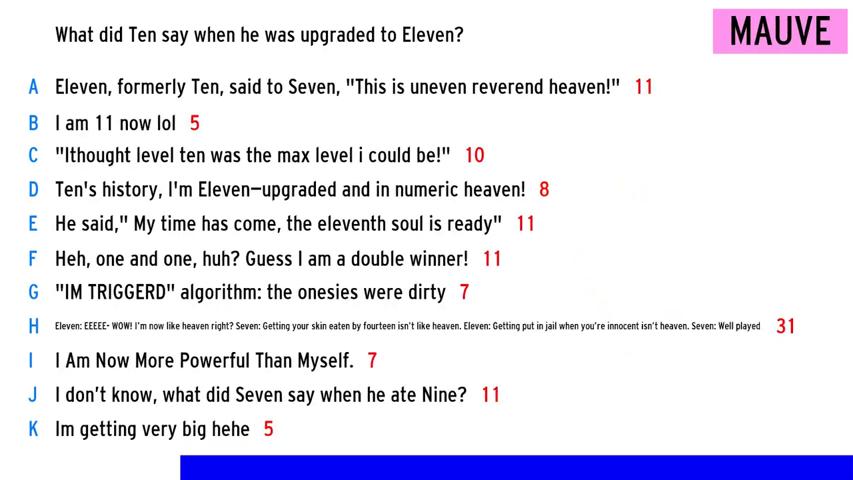 What did Ten say when he was upgraded to Eleven?
MAUVE
A Eleven, formerly Ten, said to Seven, "This is uneven reverend heaven!" 11
B I am 11 now lol 5
C "Ithought level ten was the max level i could be!" 10
D Ten's history, I'm Eleven—upgraded and in numeric heaven! 8
E He said," My time has come, the eleventh soul is ready" 11
F Heh, one and one, huh? Guess I am a double winner! 11
G "IM TRIGGERD" algorithm: the onesies were dirty 7
H Eleven: EEEEE- WOW! I'm now like heaven right? Seven: Getting your skin eaten by fourteen isn't like heaven. Eleven: Getting put in jail when you're innocent isn't heaven. Seven: Well played 31
I I Am Now More Powerful Than Myself. 7
J I don't know, what did Seven say when he ate Nine? 11
K Im getting very big hehe 5